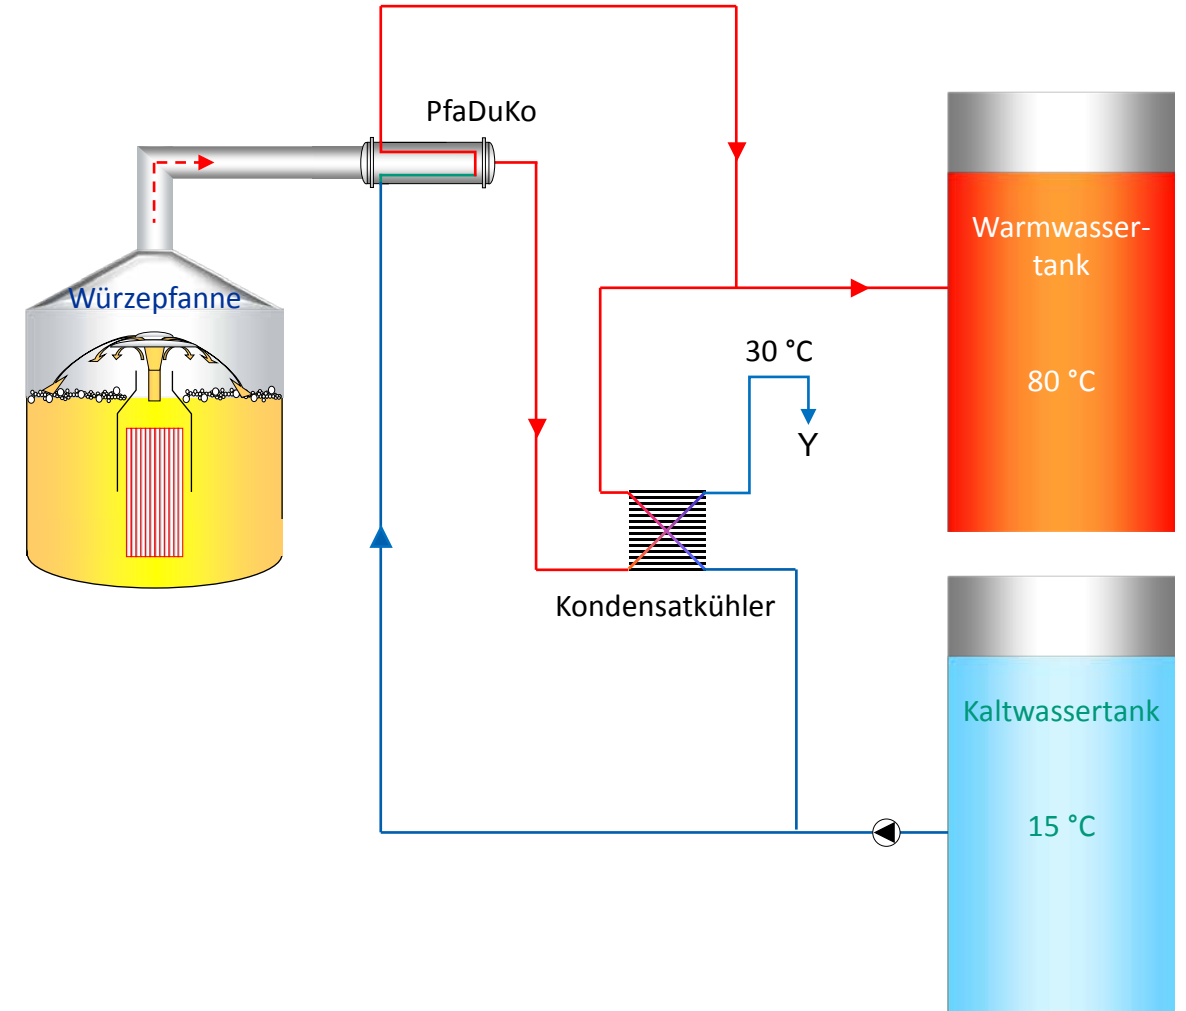 PfaDuKo
Warmwasser-
tank
Würzepfanne
30 °C
80 °C
Y
Kondensatkühler
Kaltwassertank
15 °C